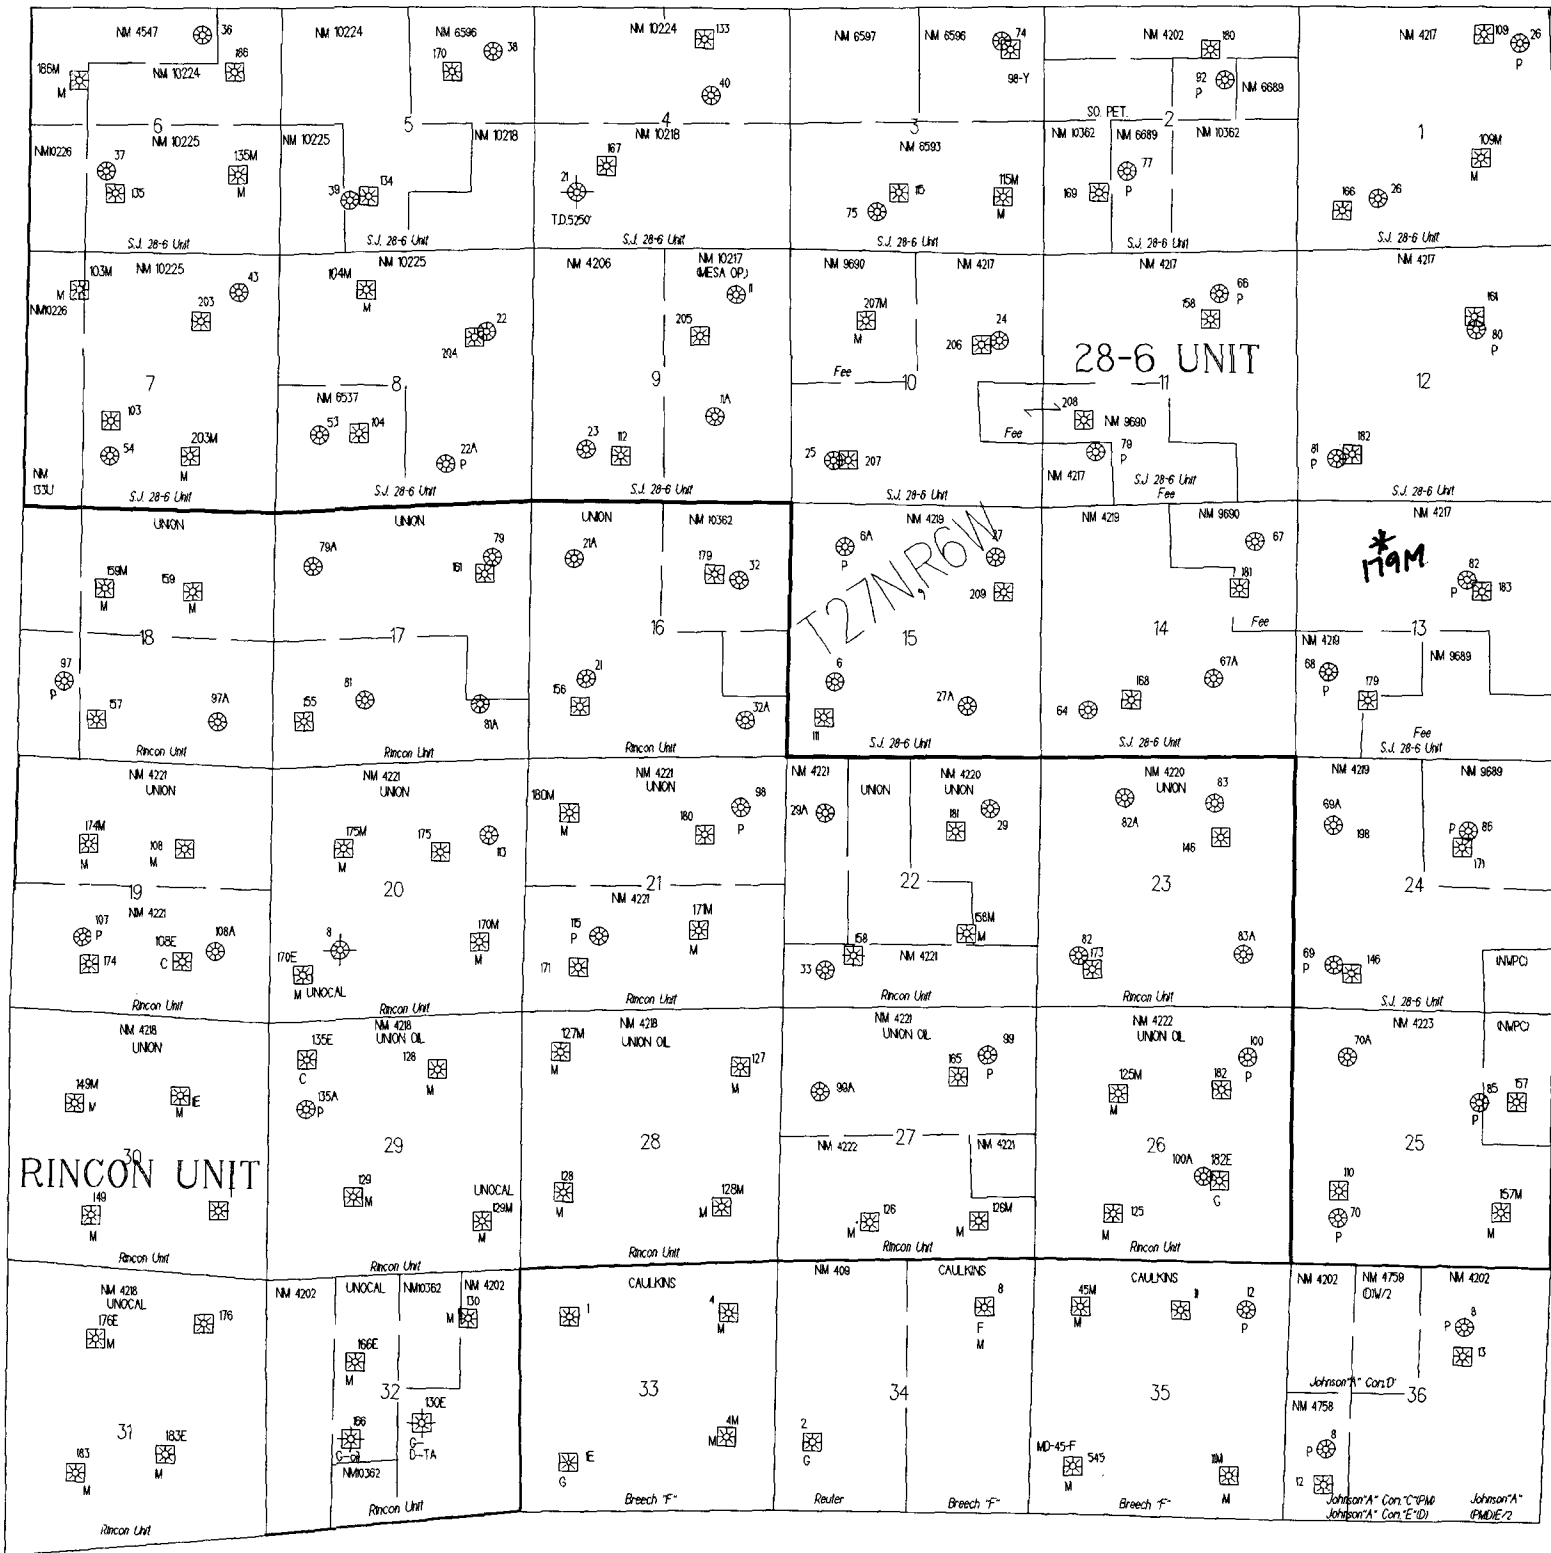 NM 4547 36 NM 10224 NM 6596 38 NM 10224 133 NM 6597 NM 6596 74 NM 4202 180 NM 4217 109 26
186M M NM 10224 186 170 40 98-Y 92 P NM 6689 P
6 5 4 3 SO. PET. 2 1
NM10226 NM 10225 NM 10225 NM 10218 NM 10218 NM 6593 NM 10362 NM 6689 NM 10362
37 135 135M M 39 134 21 167 75 115 115M M 169 77 P 166 26 109M M
T.D.5250'
S.J. 28-6 Unit S.J. 28-6 Unit S.J. 28-6 Unit S.J. 28-6 Unit S.J. 28-6 Unit S.J. 28-6 Unit
103M M NM 10225 43 104M M NM 10225 NM 4206 NM 10217 (MESA OP.) 11 NM 9690 NM 4217 NM 4217 66 P NM 4217
NM10226 203 204 22 205 207M M 206 24 158 161 80 P
28-6 UNIT
7 8 9 Fee 10 11 12
NM 6537 11A 208 NM 9690
103 54 203M M 53 104 22A P 23 112 25 207 Fee 79 P 81 P 182
NM 133U NM 4217
S.J. 28-6 Unit S.J. 28-6 Unit S.J. 28-6 Unit S.J. 28-6 Unit S.J. 28-6 Unit Fee S.J. 28-6 Unit
UNION UNION UNION NM 10362 NM 4219 NM 4219 NM 9690 NM 4217
79A 79 21A 179 32 6A P 27 67 * 179M 82 P 183
159M M 159 M 161 209 181
T27N,R6W
18 17 16 15 14 Fee 13
NM 4219 NM 9689
97 P 157 97A 155 81 81A 156 21 32A 6 111 27A 64 168 67A 68 P 179
Rincon Unit Rincon Unit Rincon Unit S.J. 28-6 Unit S.J. 28-6 Unit Fee S.J. 28-6 Unit
NM 4221 UNION NM 4221 UNION NM 4221 UNION NM 4221 UNION NM 4220 UNION NM 4220 UNION NM 4219 NM 9689
174M M 108 M 175M M 175 113 180M M 180 98 P 29A 181 29 82A 83 146 69A 198 P 86 171
19 20 21 22 23 24
NM 4221 NM 4221
107 P 174 108E C 108A 8 170E M UNOCAL 170M M 115 P 171 171M M 33 158 158M M NM 4221 82 173 83A 69 P 146 (NWPC)
Rincon Unit Rincon Unit Rincon Unit Rincon Unit S.J. 28-6 Unit
Rincon Unit
NM 4218 UNION NM 4218 UNION OIL NM 4218 UNION OIL NM 4221 UNION OIL NM 4222 UNION OIL NM 4223 (NWPC)
149M M 1E M 135E C 135A P 128 M 127M M 127 M 99A 165 99 P 125M M 182 100 P 70A 85 P 157
30 29 28 27 26 25
NM 4222 NM 4221
RINCON UNIT
149 M 1 129 M UNOCAL 129M M 128 M 128M M 126 M 126M M 125 M 100A 182E G 110 70 P 157M M
Rincon Unit Rincon Unit Rincon Unit Rincon Unit Rincon Unit
NM 4218 UNOCAL NM 4202 UNOCAL NM10362 NM 4202 CAULKINS NM 409 CAULKINS CAULKINS NM 4202 NM 4759 (D)W/2 NM 4202
176E M 176 166E M 130 M 1 4 M 8 F M 45M M 11 12 P 8 P 13
31 32 33 34 35 36
Johnson"A" Com."D"
NM 4758
183 M 183E M 166 130E G- D-TA NM10362 1E G 4M M 2 G MD-45-F 545 M 11M M 8 P 12
Rincon Unit Rincon Unit Breech "F" Reuter Breech "F" Breech "F" Johnson"A" Com."C"(PM) Johnson"A"
Johnson"A" Com."E"(D) (PMD)E/2